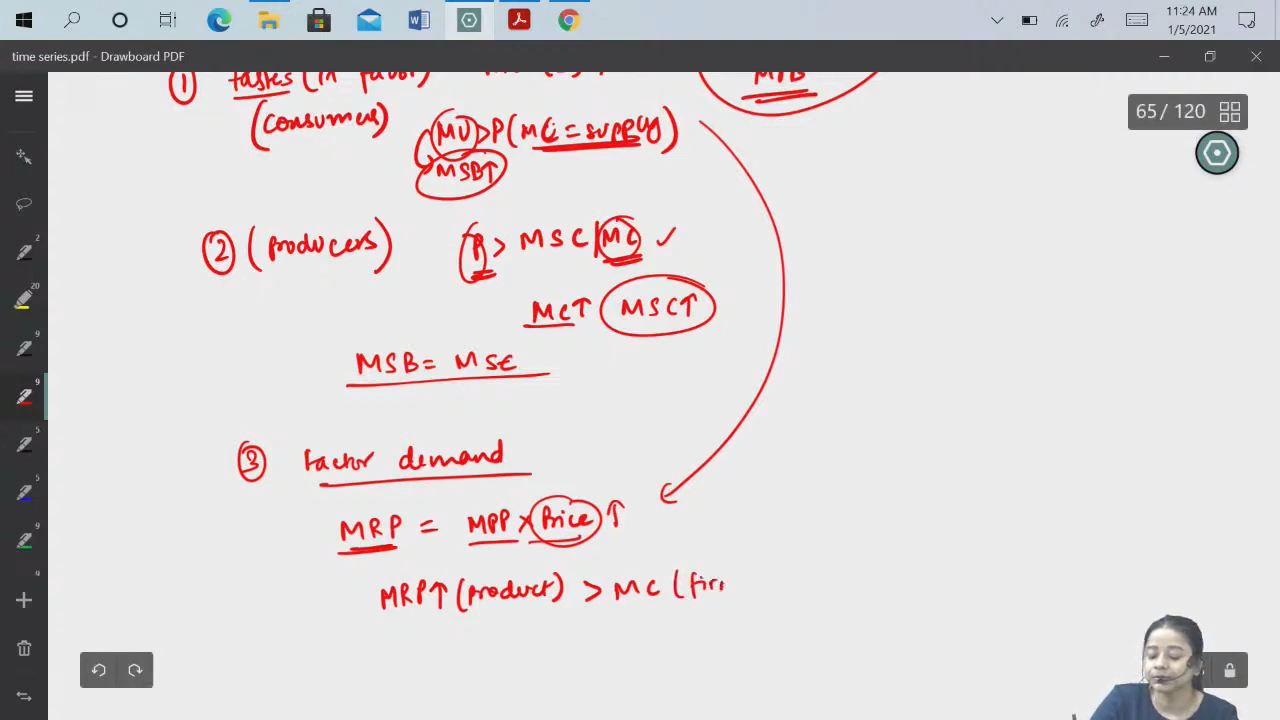 11:24 AM
1/5/2021
time series.pdf - Drawboard PDF
65 / 120
① tastes (in favor)
(consumers)
MU > P (MC = supply)
MSB↑
② (producers) P > MSC | MC ✓
MC↑ MSC↑
MSB = MSC
③ factor demand
MRP = MPP × Price ↑
MRP↑ (product) > MC (fir